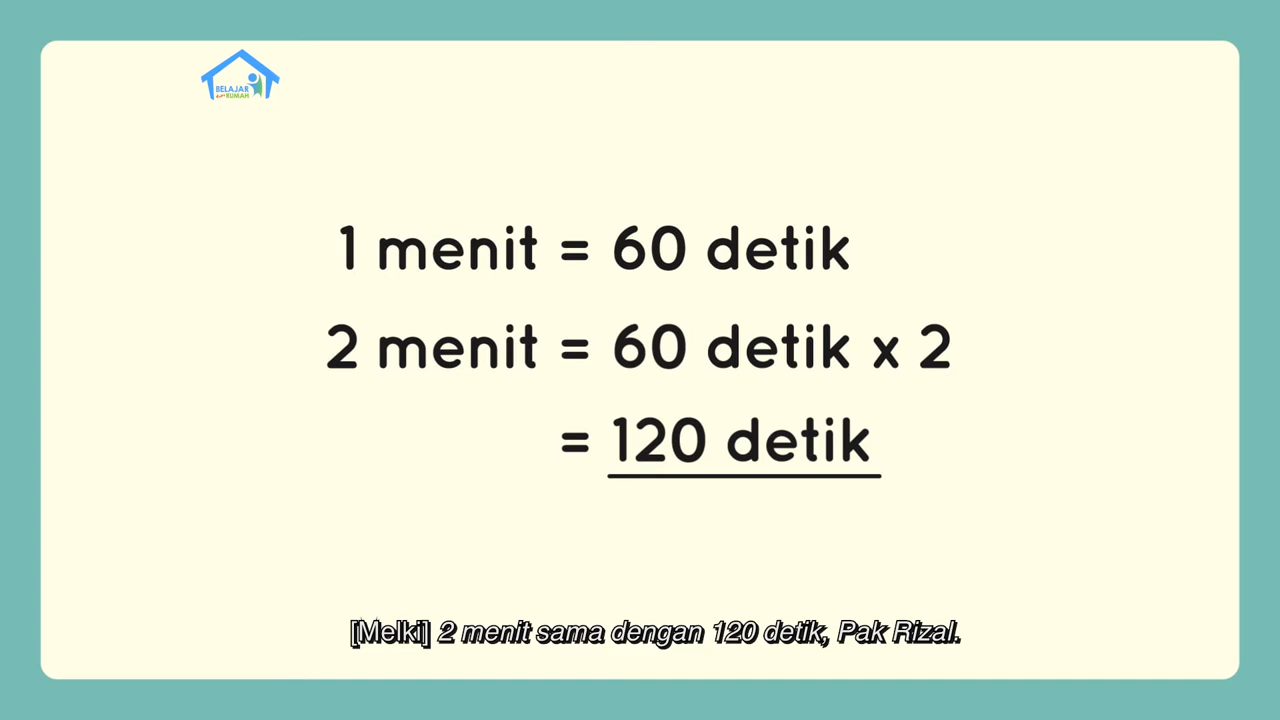 BELAJAR
dari RUMAH
1 menit = 60 detik
2 menit = 60 detik x 2
= 120 detik
[Melki] 2 menit sama dengan 120 detik, Pak Rizal.